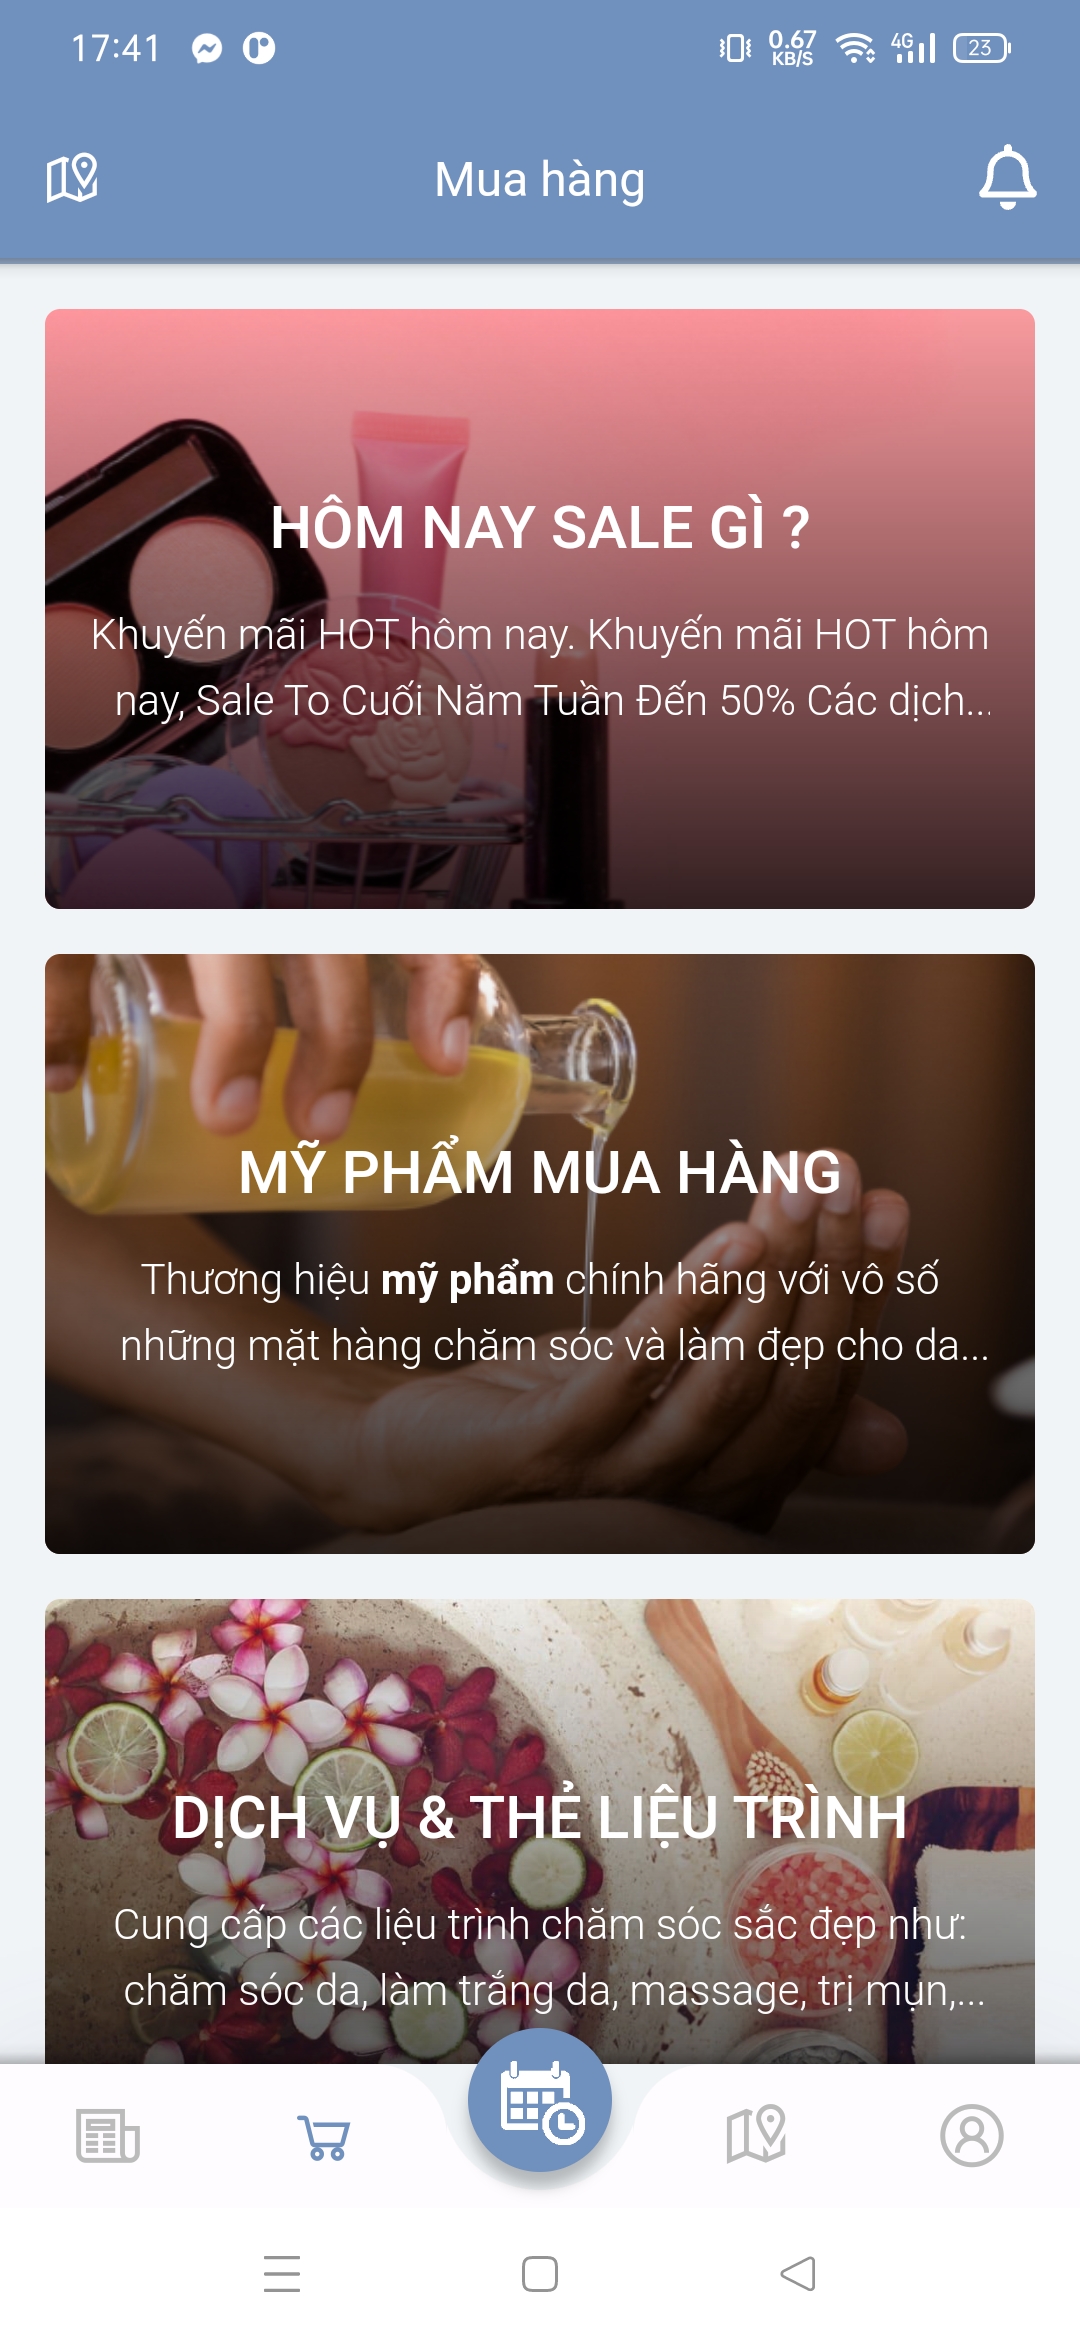 17:41
0.67
KB/S
4G
23
Mua hàng
HÔM NAY SALE GÌ ?
Khuyến mãi HOT hôm nay. Khuyến mãi HOT hôm
nay, Sale To Cuối Năm Tuần Đến 50% Các dịch...
MỸ PHẨM MUA HÀNG
Thương hiệu mỹ phẩm chính hãng với vô số
những mặt hàng chăm sóc và làm đẹp cho da...
DỊCH VỤ & THẺ LIỆU TRÌNH
Cung cấp các liệu trình chăm sóc sắc đẹp như:
chăm sóc da, làm trắng da, massage, trị mụn,...